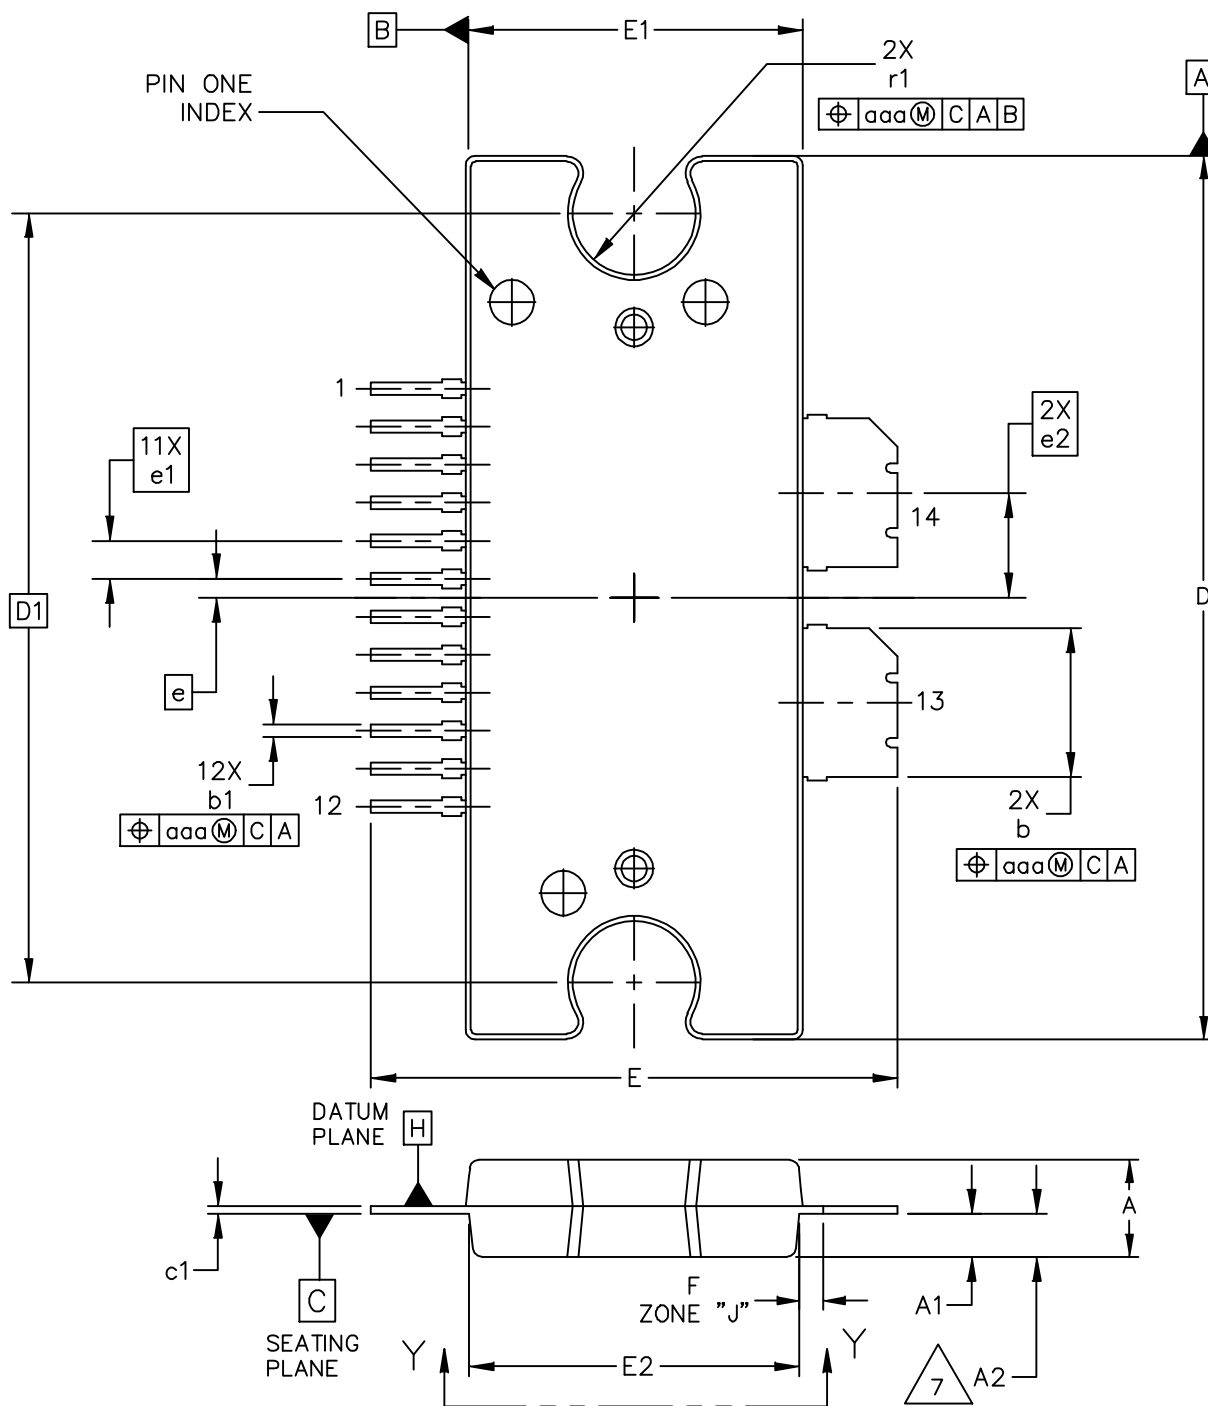 B
E1
2X
r1
⌖ aaa Ⓜ C A B
A
PIN ONE
INDEX
1
11X
e1
2X
e2
14
D1
D
e
13
12X
b1
⌖ aaa Ⓜ C A
12
2X
b
⌖ aaa Ⓜ C A
E
DATUM
PLANE
H
A
c1
C
SEATING
PLANE
F
ZONE "J"
A1
Y
Y
E2
7
A2